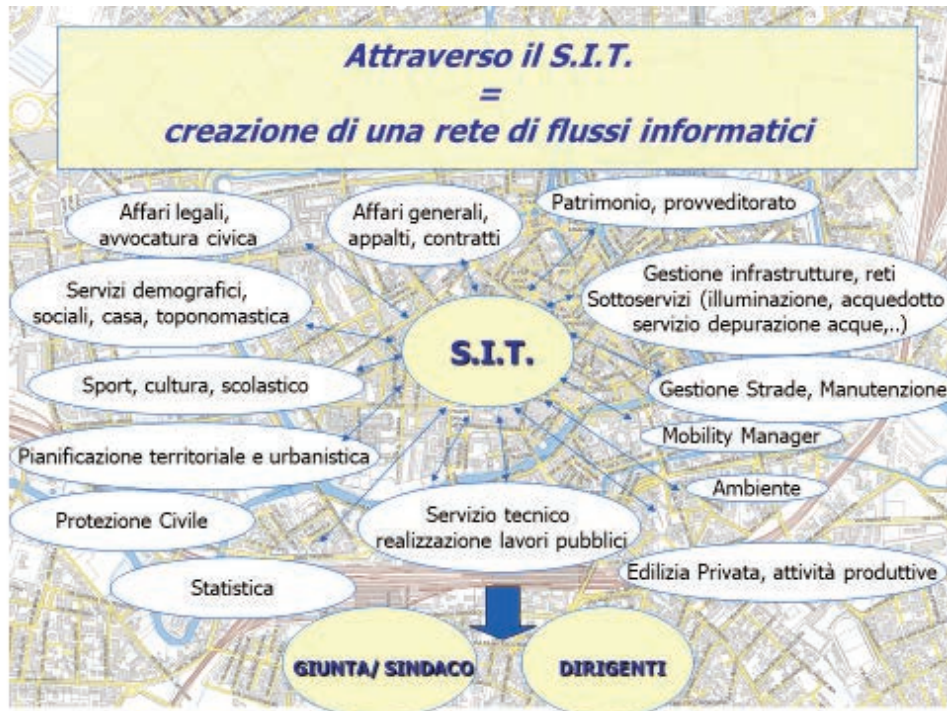 Attraverso il S.I.T.
=
creazione di una rete di flussi informatici
Affari legali,
avvocatura civica
Affari generali,
appalti, contratti
Patrimonio, provveditorato
Servizi demografici,
sociali, casa, toponomastica
Gestione infrastrutture, reti
Sottoservizi (illuminazione, acquedotto
servizio depurazione acque,..)
S.I.T.
Sport, cultura, scolastico
Gestione Strade, Manutenzione
Mobility Manager
Pianificazione territoriale e urbanistica
Ambiente
Protezione Civile
Servizio tecnico
realizzazione lavori pubblici
Statistica
Edilizia Privata, attività produttive
GIUNTA/ SINDACO
DIRIGENTI